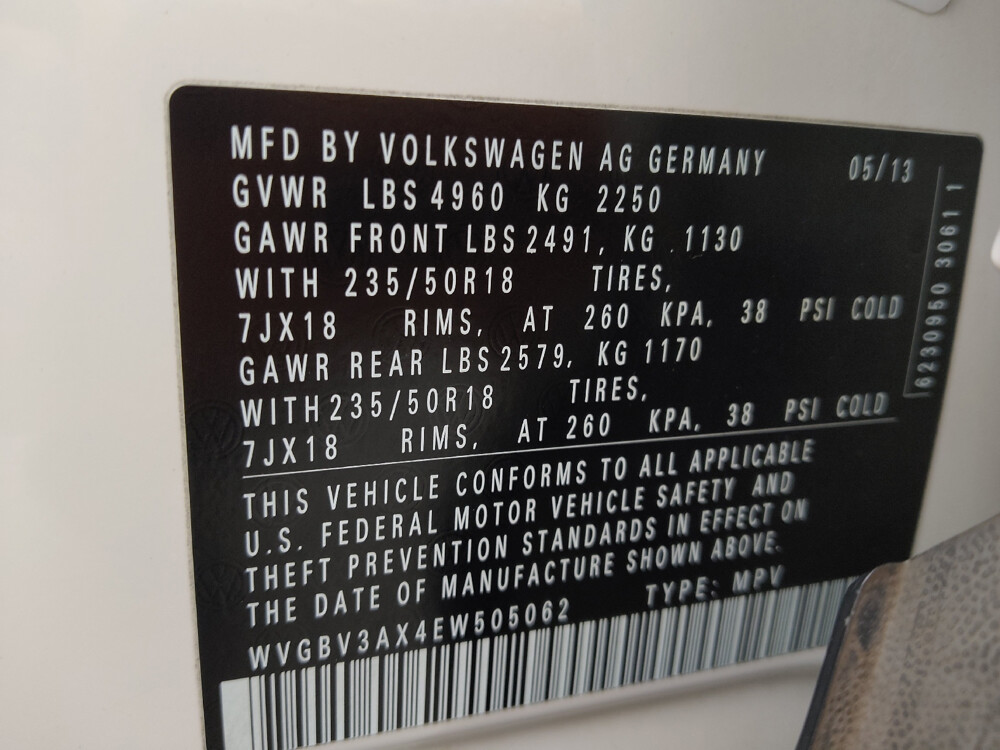 MFD BY VOLKSWAGEN AG GERMANY 05/13
GVWR LBS 4960 KG 2250
GAWR FRONT LBS 2491, KG .1130
WITH 235/50R18 TIRES,
7JX18 RIMS, AT 260 KPA, 38 PSI COLD
GAWR REAR LBS 2579, KG 1170
WITH 235/50R18 TIRES,
7JX18 RIMS, AT 260 KPA, 38 PSI COLD
THIS VEHICLE CONFORMS TO ALL APPLICABLE
U.S. FEDERAL MOTOR VEHICLE SAFETY AND
THEFT PREVENTION STANDARDS IN EFFECT ON
THE DATE OF MANUFACTURE SHOWN ABOVE.
WVGBV3AX4EW505062 TYPE: MPV
6230950 3061 1